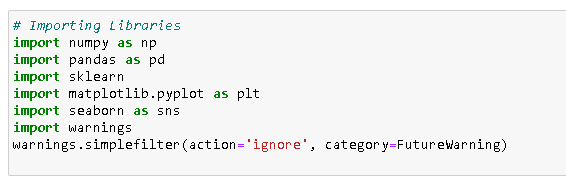 # Importing Libraries
import numpy as np
import pandas as pd
import sklearn
import matplotlib.pyplot as plt
import seaborn as sns
import warnings
warnings.simplefilter(action='ignore', category=FutureWarning)